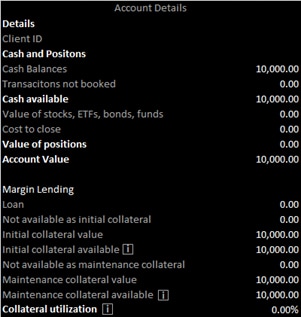 Account Details
Details
Client ID
Cash and Positons
Cash Balances 10,000.00
Transacitons not booked 0.00
Cash available 10,000.00
Value of stocks, ETFs, bonds, funds 0.00
Cost to close 0.00
Value of positions 0.00
Account Value 10,000.00
Margin Lending
Loan 0.00
Not available as initial collateral 0.00
Initial collateral value 10,000.00
Initial collateral available i 10,000.00
Not available as maintenance collateral 0.00
Maintenance collateral value 10,000.00
Maintenance collateral available i 10,000.00
Collateral utilization i 0.00%